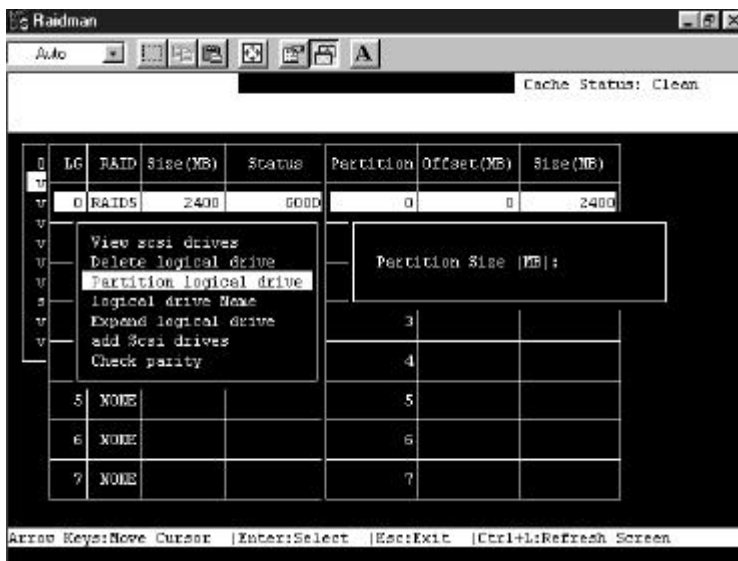 Raidman
Auto
A
Cache Status: Clean
LG RAID Size(MB) Status Partition Offset(MB) Size(MB)
0 RAID5 2400 GOOD 0 0 2400
View scsi drives
Delete logical drive
Partition logical drive
logical drive Name
Expand logical drive
add Scsi drives
Check parity
Partition Size (MB):
3
4
5 NONE 5
6 NONE 6
7 NONE 7
Arrow Keys:Move Cursor |Enter:Select |Esc:Exit |Ctrl+L:Refresh Screen